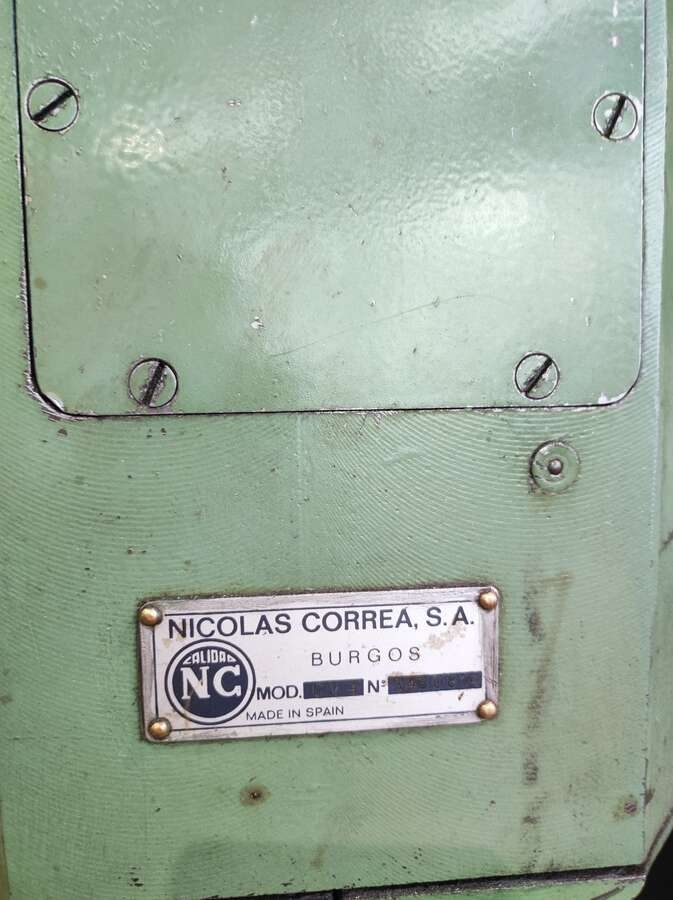 NICOLAS CORREA, S.A.
BURGOS
CALIDAD
NC
MOD. Nº
MADE IN SPAIN